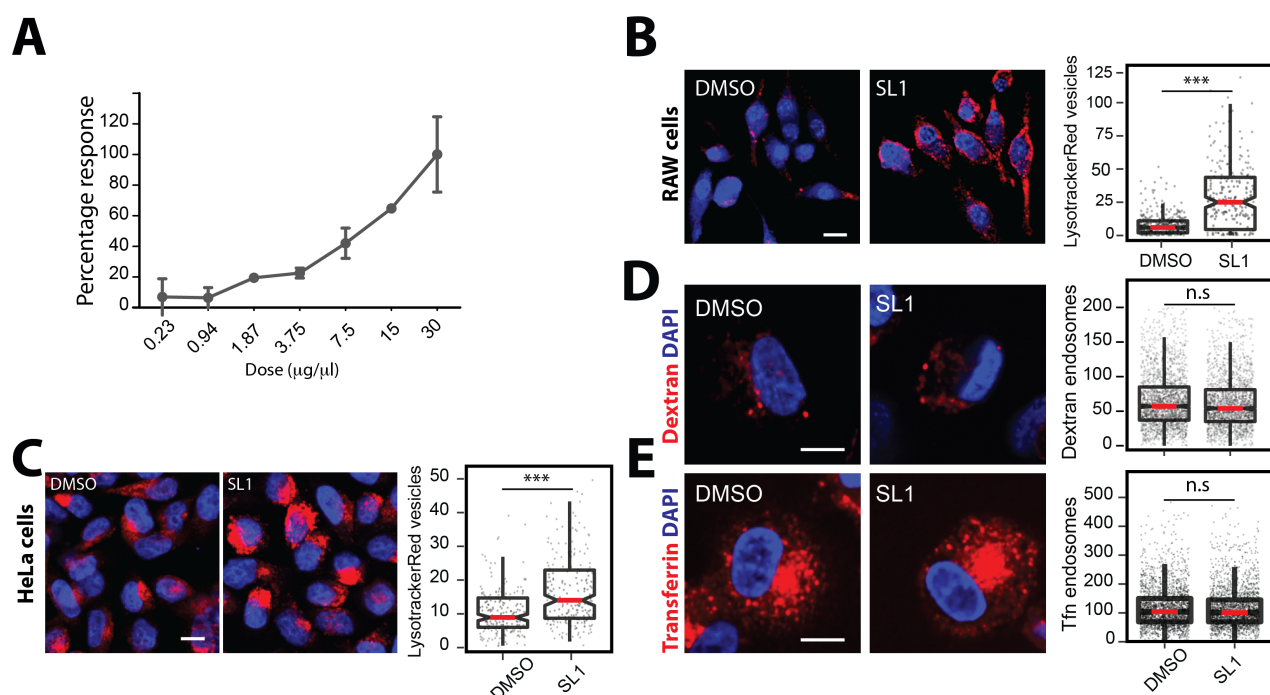 A
Percentage response
120
100
80
60
40
20
0
0.23
0.94
1.87
3.75
7.5
15
30
Dose (μg/μl)
B
RAW cells
DMSO
SL1
LysotrackerRed vesicles
125
100
75
50
25
0
***
DMSO
SL1
C
HeLa cells
DMSO
SL1
LysotrackerRed vesicles
50
40
30
20
10
0
***
DMSO
SL1
D
Dextran DAPI
DMSO
SL1
Dextran endosomes
200
150
100
50
0
n.s
E
Transferrin DAPI
DMSO
SL1
Tfn endosomes
500
400
300
200
100
0
n.s
DMSO
SL1